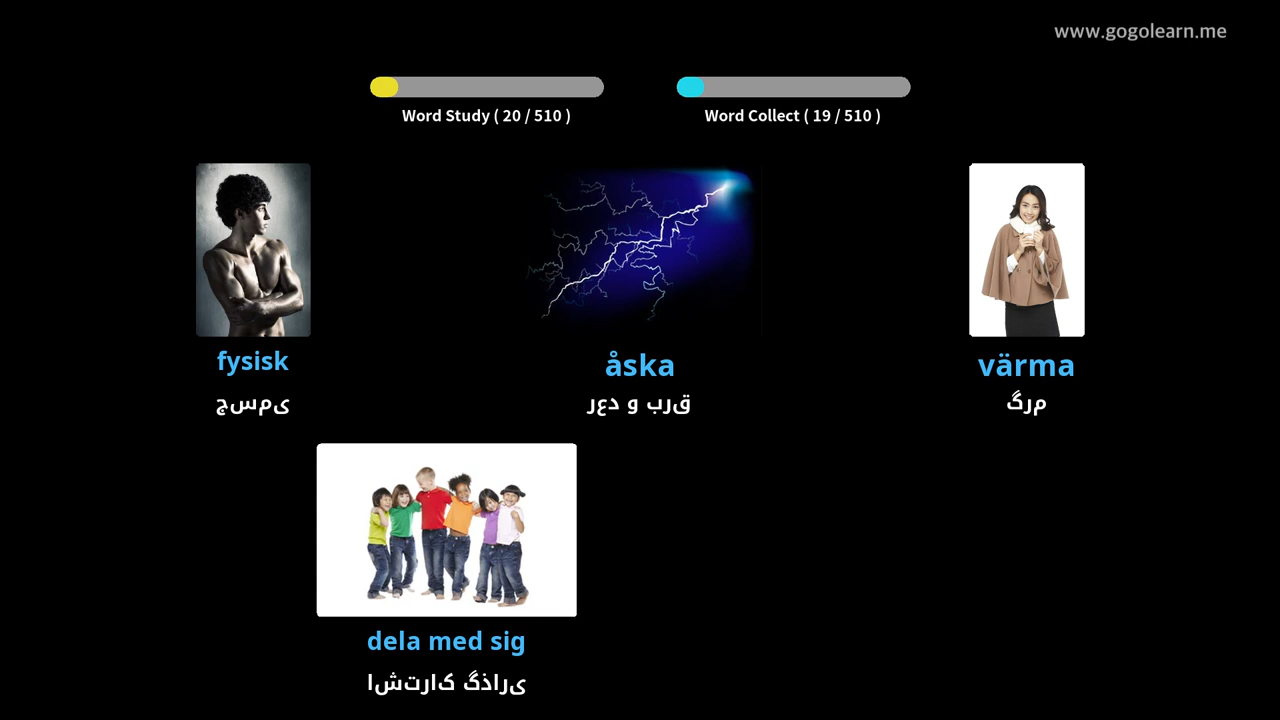 www.gogolearn.me
Word Study ( 20 / 510 )
Word Collect ( 19 / 510 )
fysisk
جسمی
åska
رعد و برق
värma
گرم
dela med sig
اشتراک گذاری